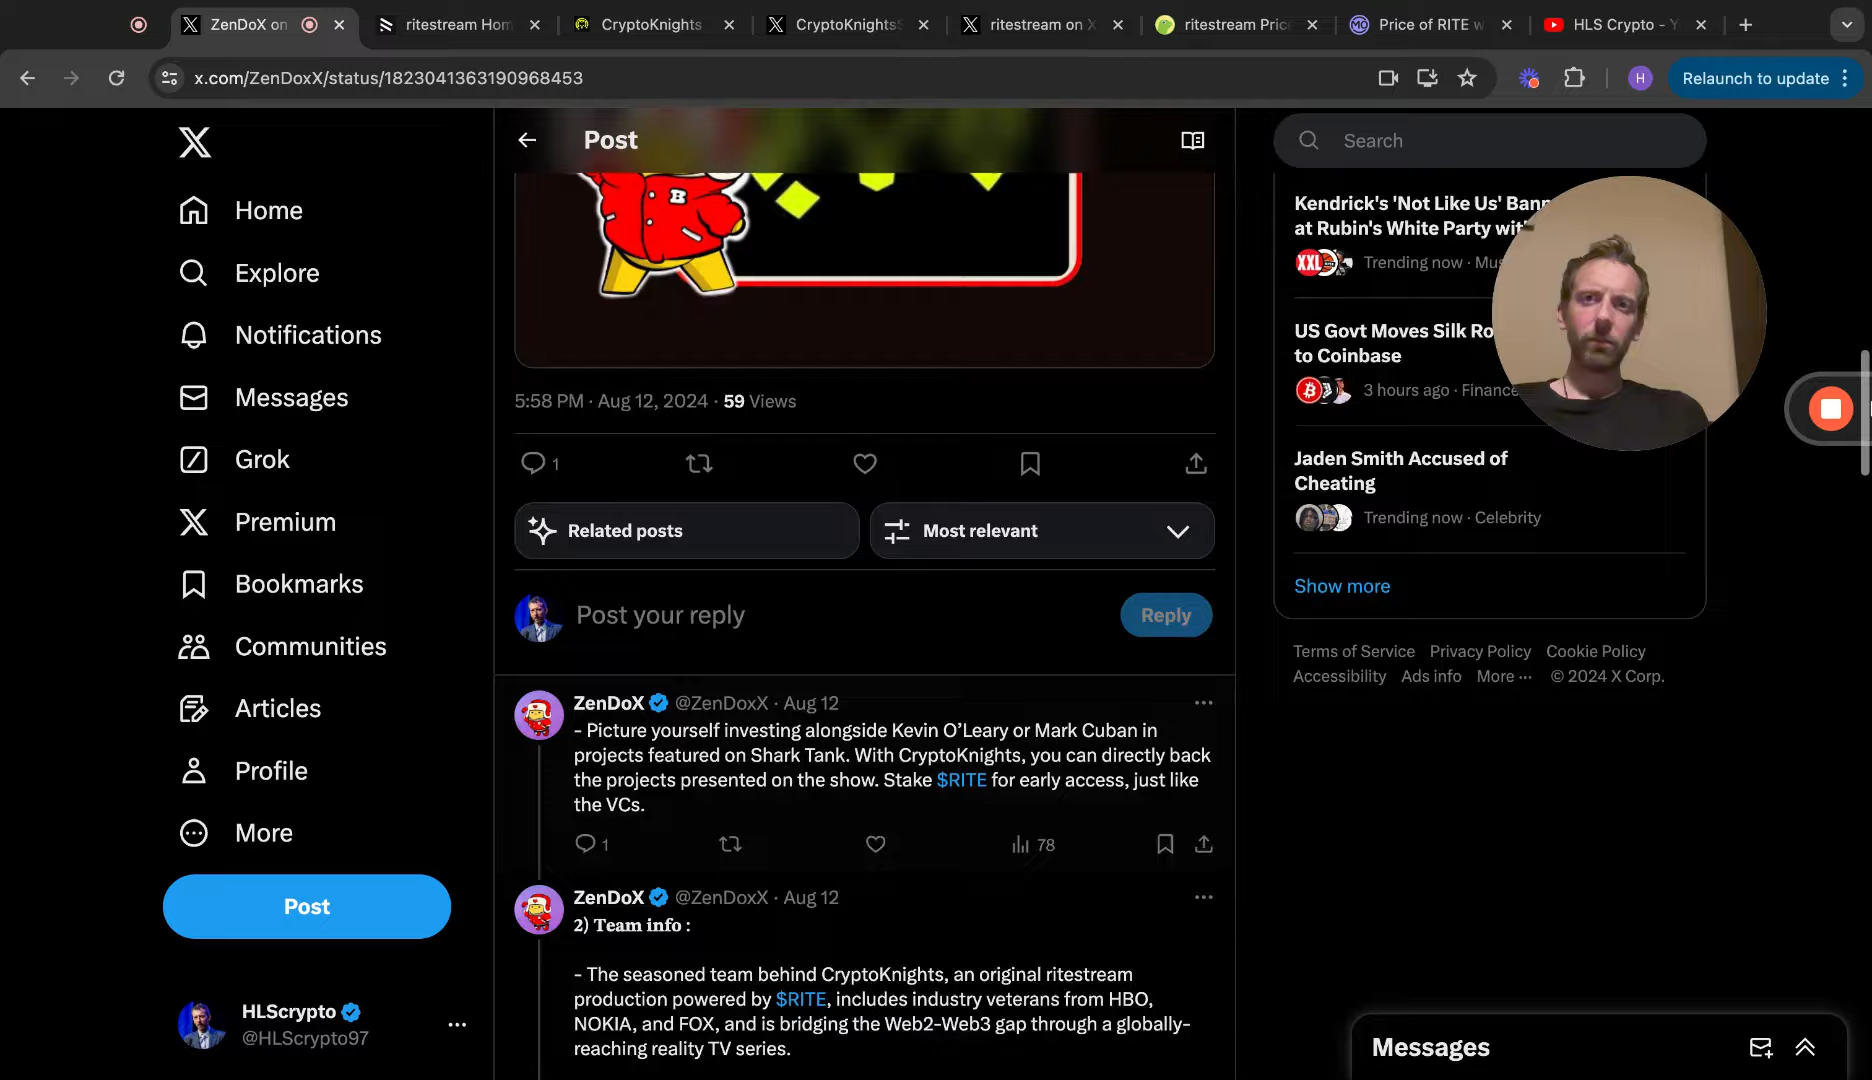 ZenDoX on
ritestream Hom
CryptoKnights
CryptoKnights
ritestream on X
ritestream Pric
Price of RITE w
HLS Crypto - Y
x.com/ZenDoxX/status/1823041363190968453
H
Relaunch to update
Home
Explore
Notifications
Messages
Grok
Premium
Bookmarks
Communities
Articles
Profile
More
Post
HLScrypto
@HLScrypto97
Post
B
5:58 PM · Aug 12, 2024 · 59 Views
1
Related posts
Most relevant
Post your reply
Reply
ZenDoX @ZenDoxX · Aug 12
- Picture yourself investing alongside Kevin O’Leary or Mark Cuban in
projects featured on Shark Tank. With CryptoKnights, you can directly back
the projects presented on the show. Stake $RITE for early access, just like
the VCs.
1
78
ZenDoX @ZenDoxX · Aug 12
2) Team info :
- The seasoned team behind CryptoKnights, an original ritestream
production powered by $RITE, includes industry veterans from HBO,
NOKIA, and FOX, and is bridging the Web2-Web3 gap through a globally-
reaching reality TV series.
Search
Kendrick's 'Not Like Us' Bann
at Rubin's White Party wit
XXL
Trending now · Mus
US Govt Moves Silk Ro
to Coinbase
3 hours ago · Finance
Jaden Smith Accused of
Cheating
Trending now · Celebrity
Show more
Terms of Service Privacy Policy Cookie Policy
Accessibility Ads info More ··· © 2024 X Corp.
Messages